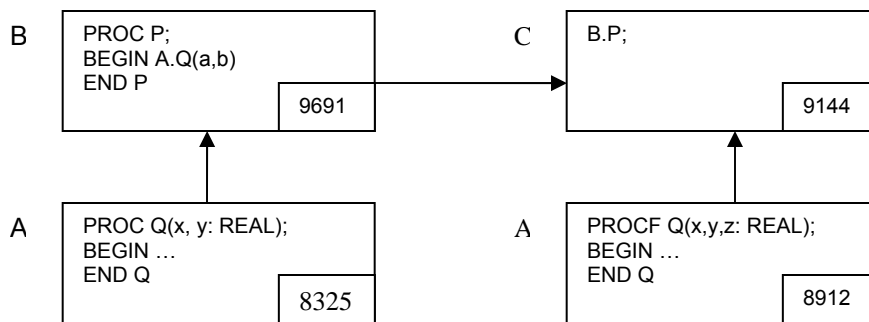 B
PROC P;
BEGIN A.Q(a,b)
END P
9691
C
B.P;
9144
A
PROC Q(x, y: REAL);
BEGIN …
END Q
8325
A
PROCF Q(x,y,z: REAL);
BEGIN …
END Q
8912